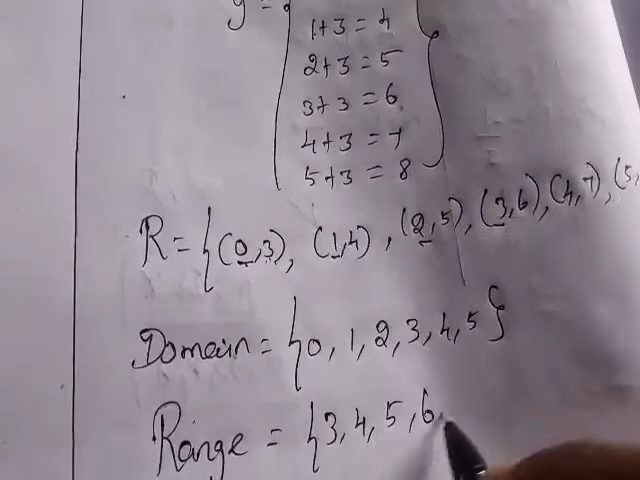 y = {
1+3 = 4
2+3 = 5
3+3 = 6
4+3 = 7
5+3 = 8
R = {(0,3), (1,4), (2,5), (3,6), (4,7), (5,
Domain = {0, 1, 2, 3, 4, 5}
Range = {3, 4, 5, 6,